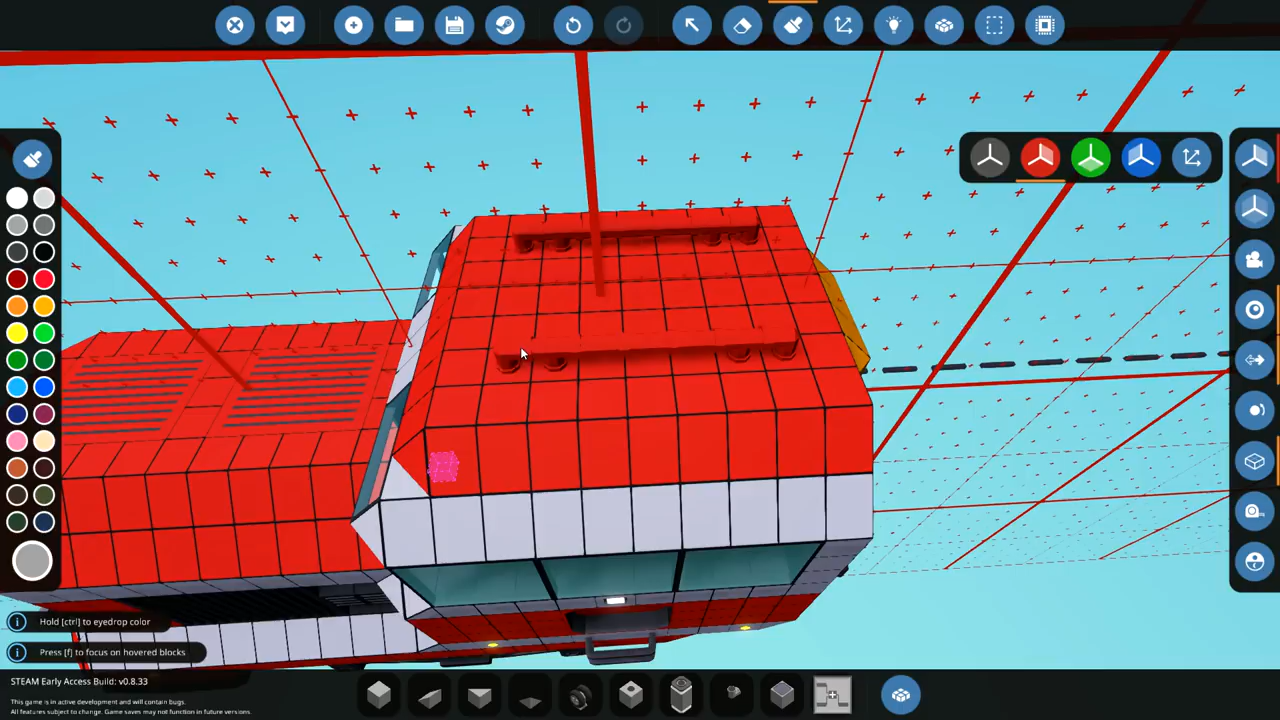 Hold [ctrl] to eyedrop color
Press [f] to focus on hovered blocks
STEAM Early Access Build: v0.8.33
This game is in active development and will contain bugs.
All features subject to change. Game saves may not function in future versions.